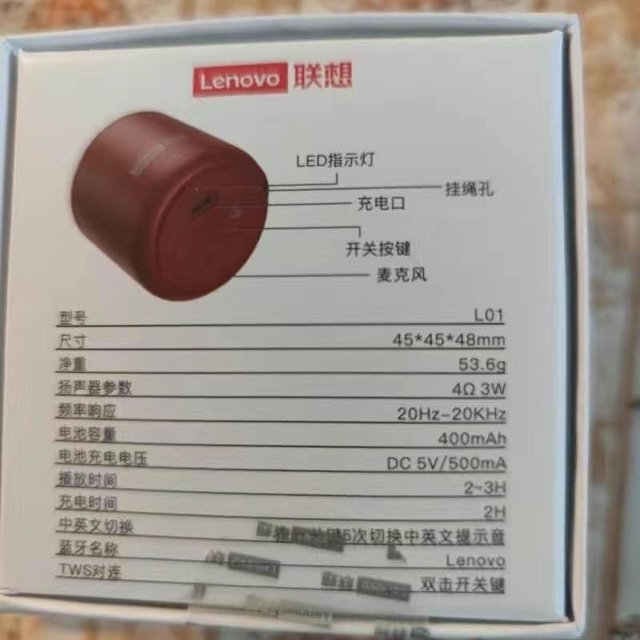 Lenovo 联想
LED指示灯
挂绳孔
充电口
开关按键
麦克风
型号 L01
尺寸 45*45*48mm
净重 53.6g
扬声器参数 4Ω 3W
频率响应 20Hz-20KHz
电池容量 400mAh
电池充电电压 DC 5V/500mA
播放时间 2~3H
充电时间 2H
中英文切换 5次切换中英文提示音
蓝牙名称 Lenovo
TWS对连 双击开关键